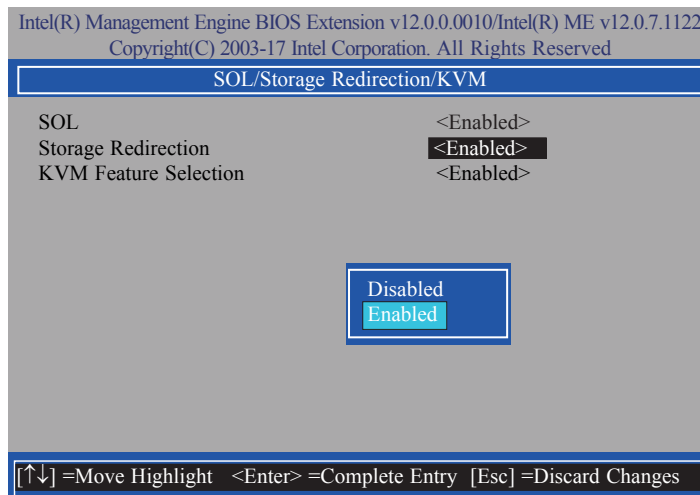 Intel(R) Management Engine BIOS Extension v12.0.0.0010/Intel(R) ME v12.0.7.1122
Copyright(C) 2003-17 Intel Corporation. All Rights Reserved
SOL/Storage Redirection/KVM
SOL <Enabled>
Storage Redirection <Enabled>
KVM Feature Selection <Enabled>
Disabled
Enabled
[↑↓] =Move Highlight <Enter> =Complete Entry [Esc] =Discard Changes